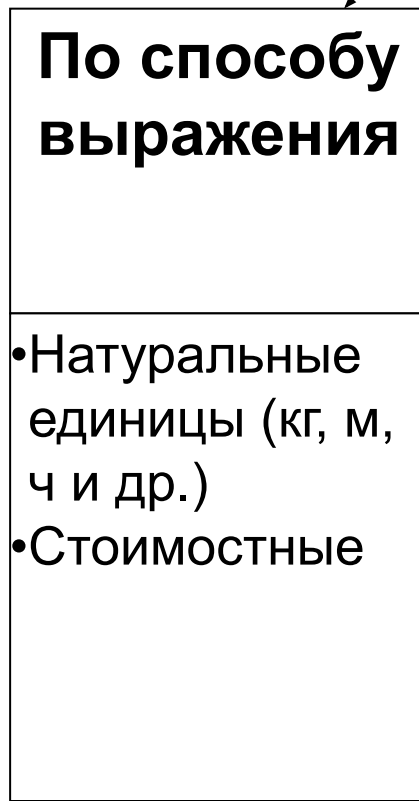 По способу
выражения
•Натуральные
единицы (кг, м,
ч и др.)
•Стоимостные